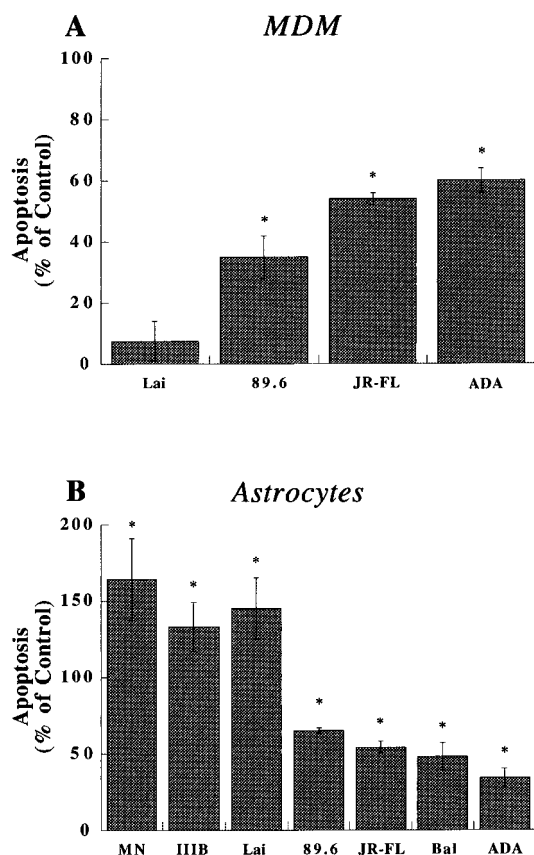 A MDM
Apoptosis
(% of Control)
100
80
60
40
20
0
*
*
*
Lai 89.6 JR-FL ADA
B Astrocytes
Apoptosis
(% of Control)
200
150
100
50
0
*
*
*
*
*
*
*
MN IIIB Lai 89.6 JR-FL Bal ADA